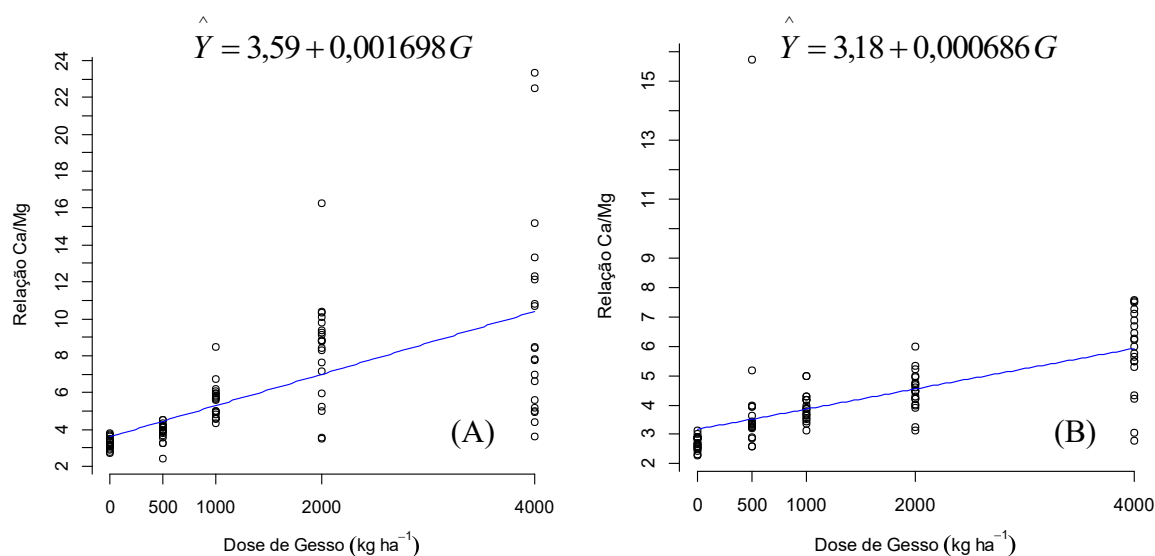 Ŷ = 3,59 + 0,001698 G
24
22
20
18
16
14
12
10
8
6
4
2
Relação Ca/Mg
(A)
0 500 1000 2000 4000
Dose de Gesso (kg ha⁻¹)
Ŷ = 3,18 + 0,000686 G
15
13
11
9
8
7
6
5
4
3
2
Relação Ca/Mg
(B)
0 500 1000 2000 4000
Dose de Gesso (kg ha⁻¹)